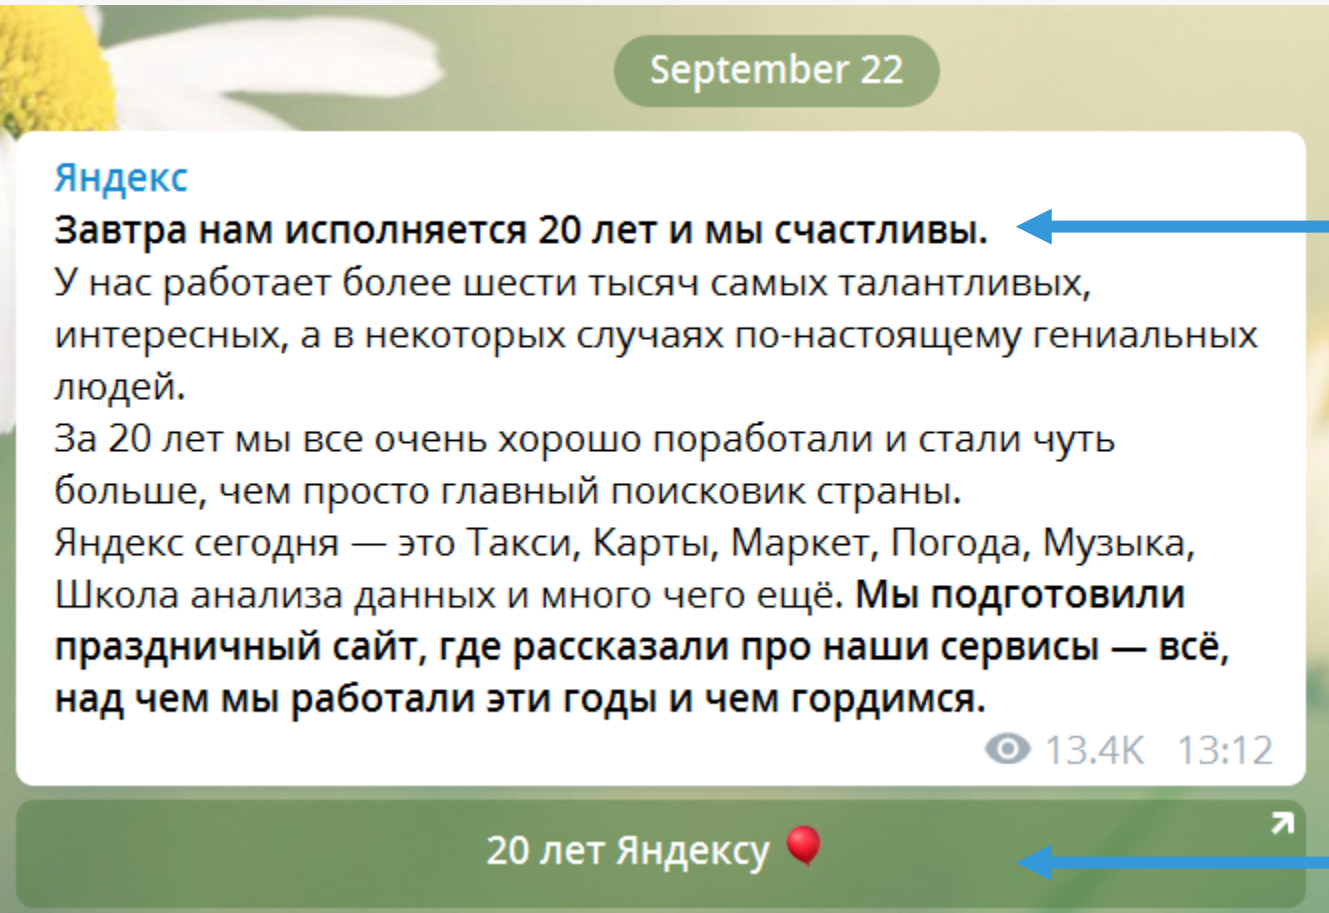 September 22
Яндекс
Завтра нам исполняется 20 лет и мы счастливы.
У нас работает более шести тысяч самых талантливых,
интересных, а в некоторых случаях по-настоящему гениальных
людей.
За 20 лет мы все очень хорошо поработали и стали чуть
больше, чем просто главный поисковик страны.
Яндекс сегодня — это Такси, Карты, Маркет, Погода, Музыка,
Школа анализа данных и много чего ещё. Мы подготовили
праздничный сайт, где рассказали про наши сервисы — всё,
над чем мы работали эти годы и чем гордимся.
13.4K 13:12
20 лет Яндексу 🎈